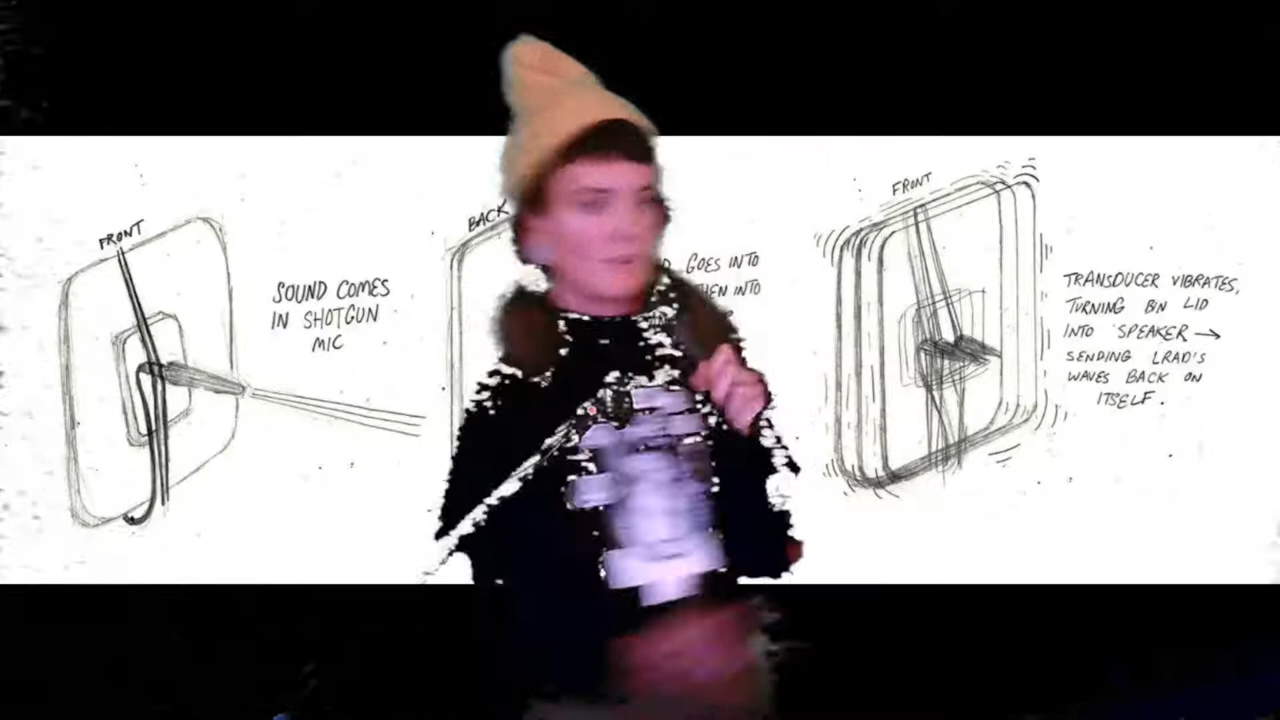 FRONT
SOUND COMES
IN SHOTGUN
MIC
BACK
GOES INTO
INTO
FRONT
TRANSDUCER VIBRATES,
TURNING BIN LID
INTO SPEAKER →
SENDING LRAD'S
WAVES BACK ON
ITSELF.